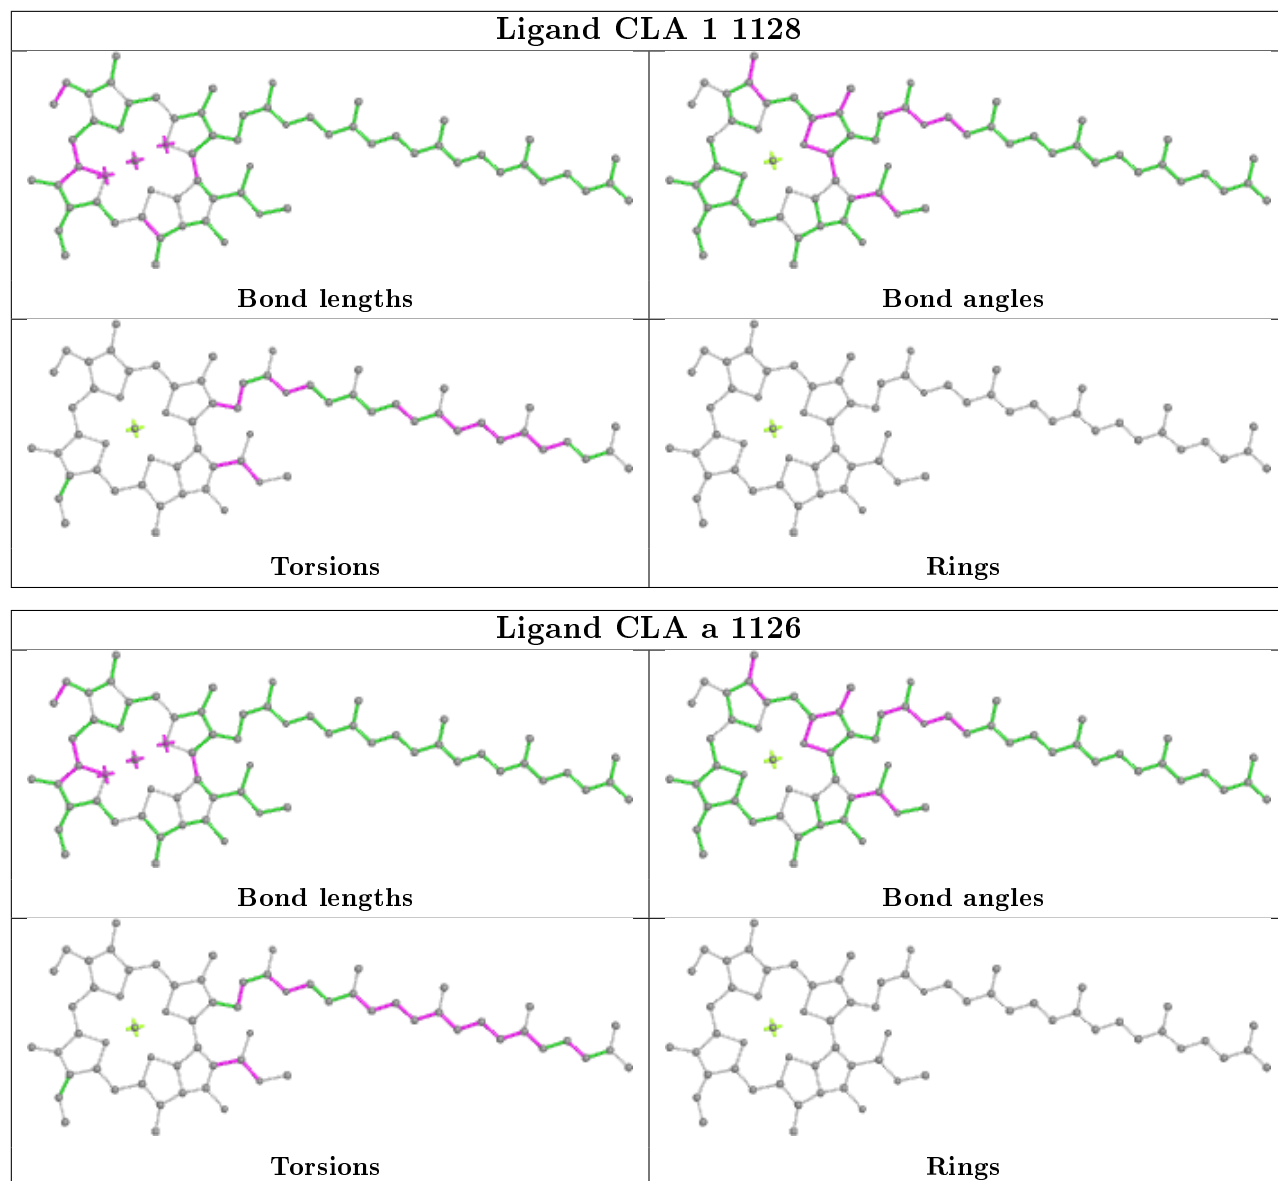 Ligand CLA 1 1128
Bond lengths
Bond angles
Torsions
Rings
Ligand CLA a 1126
Bond lengths
Bond angles
Torsions
Rings